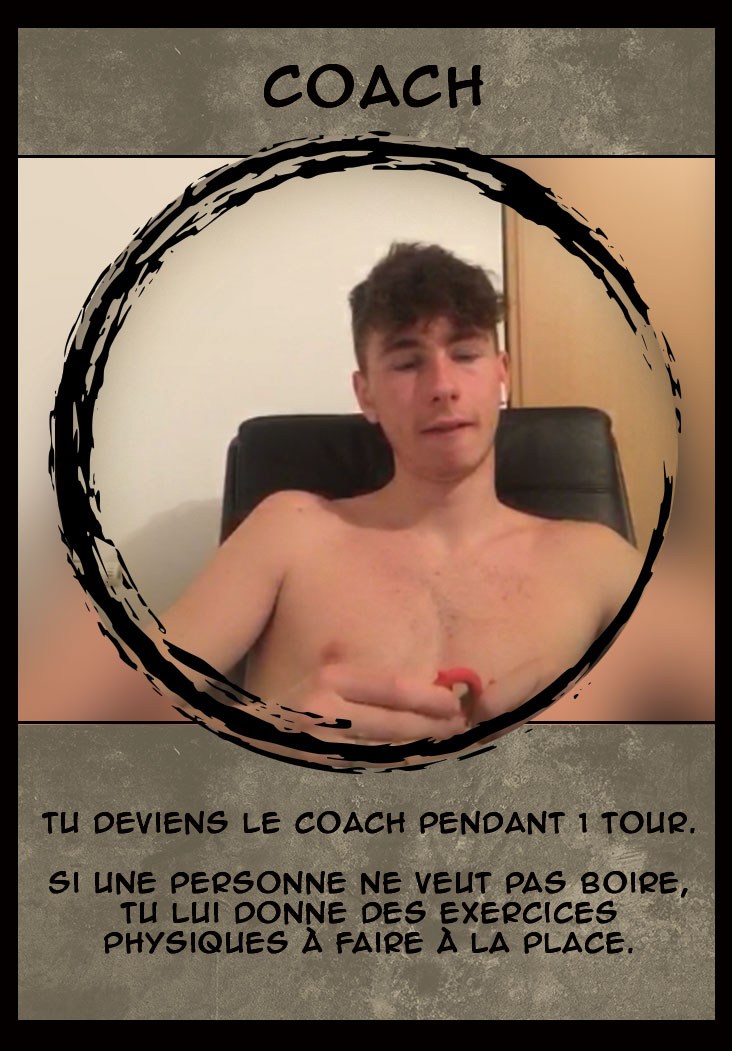 COACH
TU DEVIENS LE COACH PENDANT 1 TOUR.
SI UNE PERSONNE NE VEUT PAS BOIRE,
TU LUI DONNE DES EXERCICES
PHYSIQUES À FAIRE À LA PLACE.